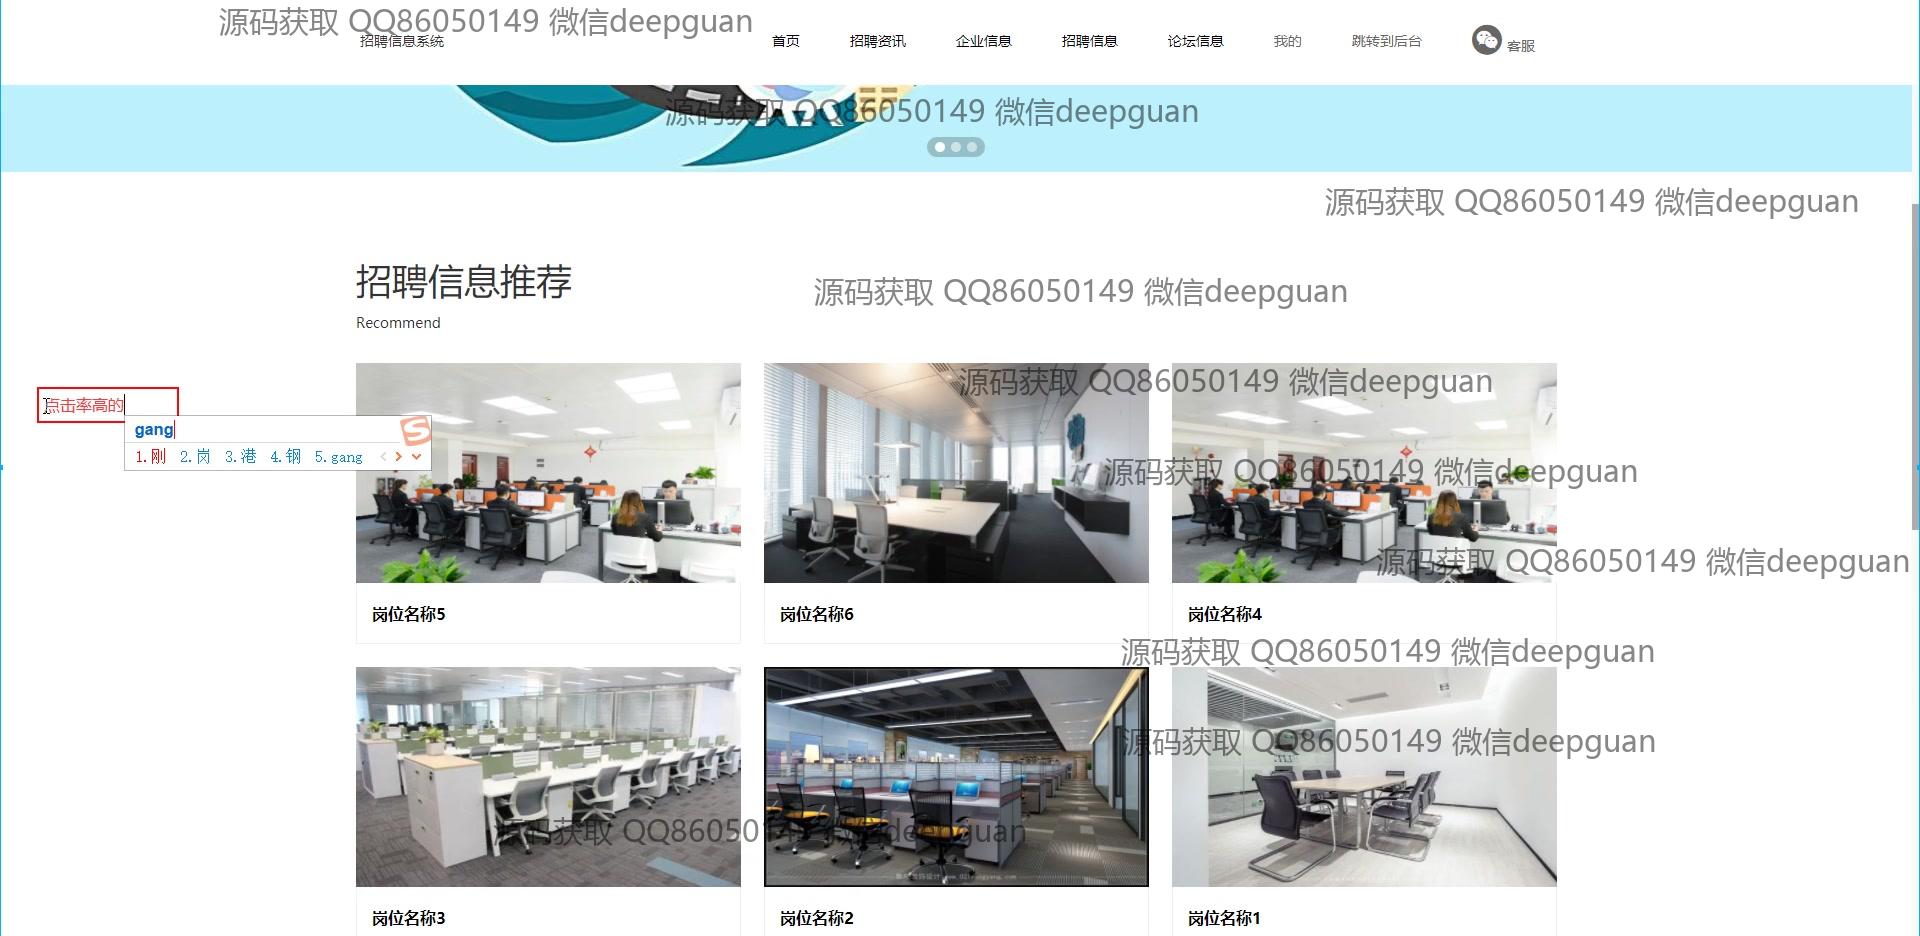 源码获取 QQ86050149 微信deepguan
招聘信息系统
首页 招聘资讯 企业信息 招聘信息 论坛信息 我的 跳转到后台 客服
源码获取 QQ86050149 微信deepguan
源码获取 QQ86050149 微信deepguan
招聘信息推荐
源码获取 QQ86050149 微信deepguan
Recommend
源码获取 QQ86050149 微信deepguan
点击率高的
gang
1.刚 2.岗 3.港 4.钢 5.gang
源码获取 QQ86050149 微信deepguan
源码获取 QQ86050149 微信deepguan
岗位名称5 岗位名称6 岗位名称4
源码获取 QQ86050149 微信deepguan
源码获取 QQ86050149 微信deepguan
源码获取 QQ86050149 微信deepguan
岗位名称3 岗位名称2 岗位名称1